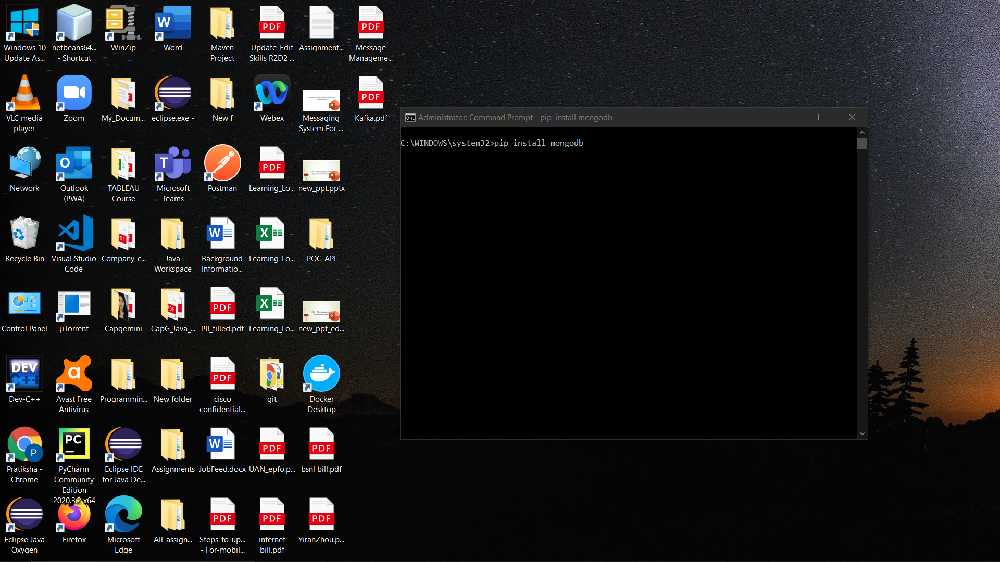 Windows 10
Update As...
netbeans64...
- Shortcut
WinZip
Word
Maven
Project
Update-Edit
Skills R2D2 ...
Assignment...
Message
Manageme...
VLC media
player
Zoom
My_Docum...
eclipse.exe -
New f
Webex
Messaging
System For ...
Kafka.pdf
Network
Outlook
(PWA)
TABLEAU
Course
Microsoft
Teams
Postman
Learning_Lo...
new_ppt.pptx
Recycle Bin
Visual Studio
Code
Company_c...
Java
Workspace
Background
Informatio...
Learning_Lo...
POC-API
Control Panel
µTorrent
Capgemini
CapG_Java_...
PII_filled.pdf
Learning_Lo...
new_ppt_ed...
Dev-C++
Avast Free
Antivirus
Programmin...
New folder
cisco
confidential...
git
Docker
Desktop
Pratiksha -
Chrome
PyCharm
Community
Edition
2020.3.2 x64
Eclipse IDE
for Java De...
Assignments
JobFeed.docx
UAN_epfo.p...
bsnl bill.pdf
Eclipse Java
Oxygen
Firefox
Microsoft
Edge
All_assign...
Steps-to-up...
- For-mobil...
internet
bill.pdf
YiranZhou.p...
Administrator: Command Prompt - pip  install mongodb
C:\WINDOWS\system32>pip install mongodb